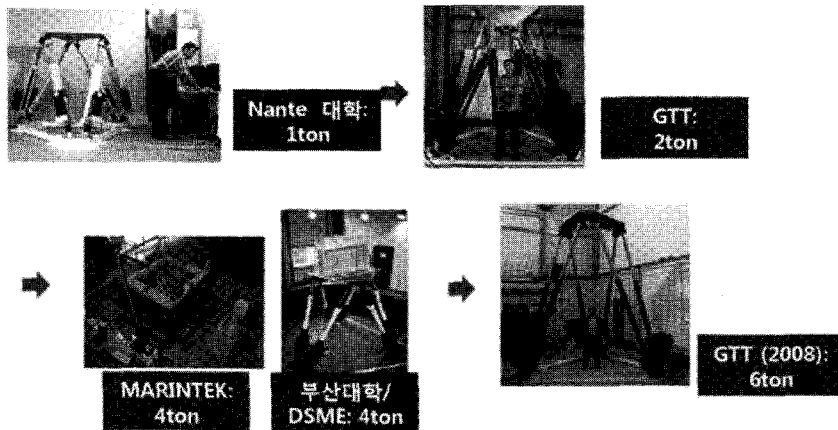 Nante 대학:
1ton
GTT:
2ton
MARINTEK:
4ton
부산대학/
DSME: 4ton
GTT (2008):
6ton